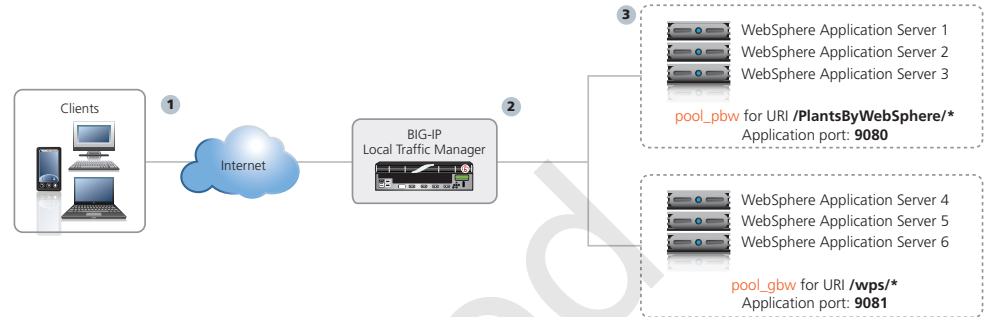 1
2
3
Clients
Internet
BIG-IP
Local Traffic Manager
WebSphere Application Server 1
WebSphere Application Server 2
WebSphere Application Server 3
pool_pbw for URI /PlantsByWebSphere/*
Application port: 9080
WebSphere Application Server 4
WebSphere Application Server 5
WebSphere Application Server 6
pool_gbw for URI /wps/*
Application port: 9081